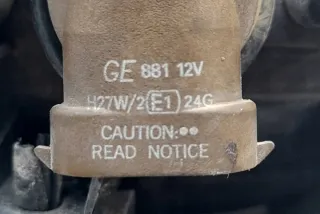 GE 881 12V
H27W/2 E1 24G
CAUTION:●●
READ NOTICE